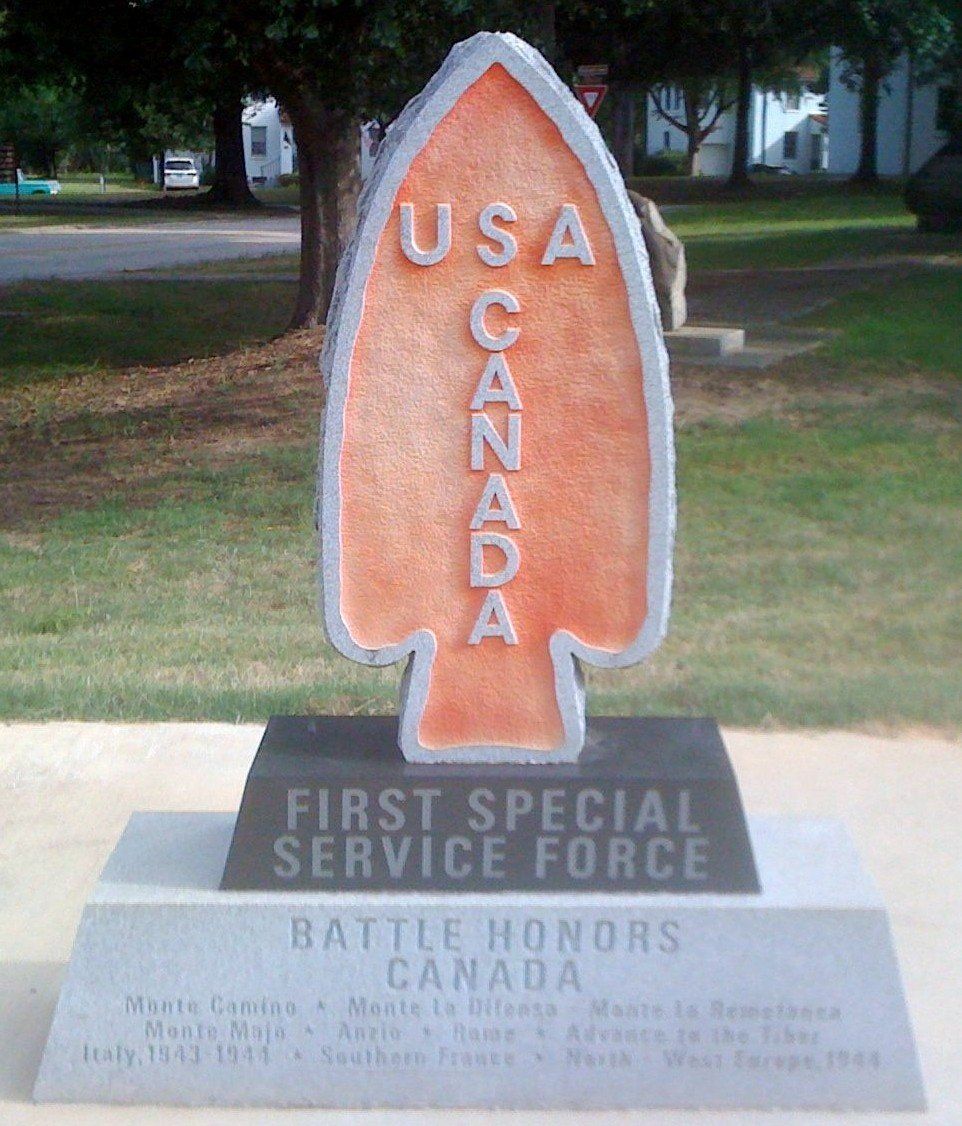 USA
CANADA
FIRST SPECIAL
SERVICE FORCE
BATTLE HONORS
CANADA
Monte Camino * Monte La Difensa - Monte La Remetanea
Monte Majo * Anzio * Rome * Advance to the Tiber
Italy, 1943-1944 * Southern France * North - West Europe, 1944